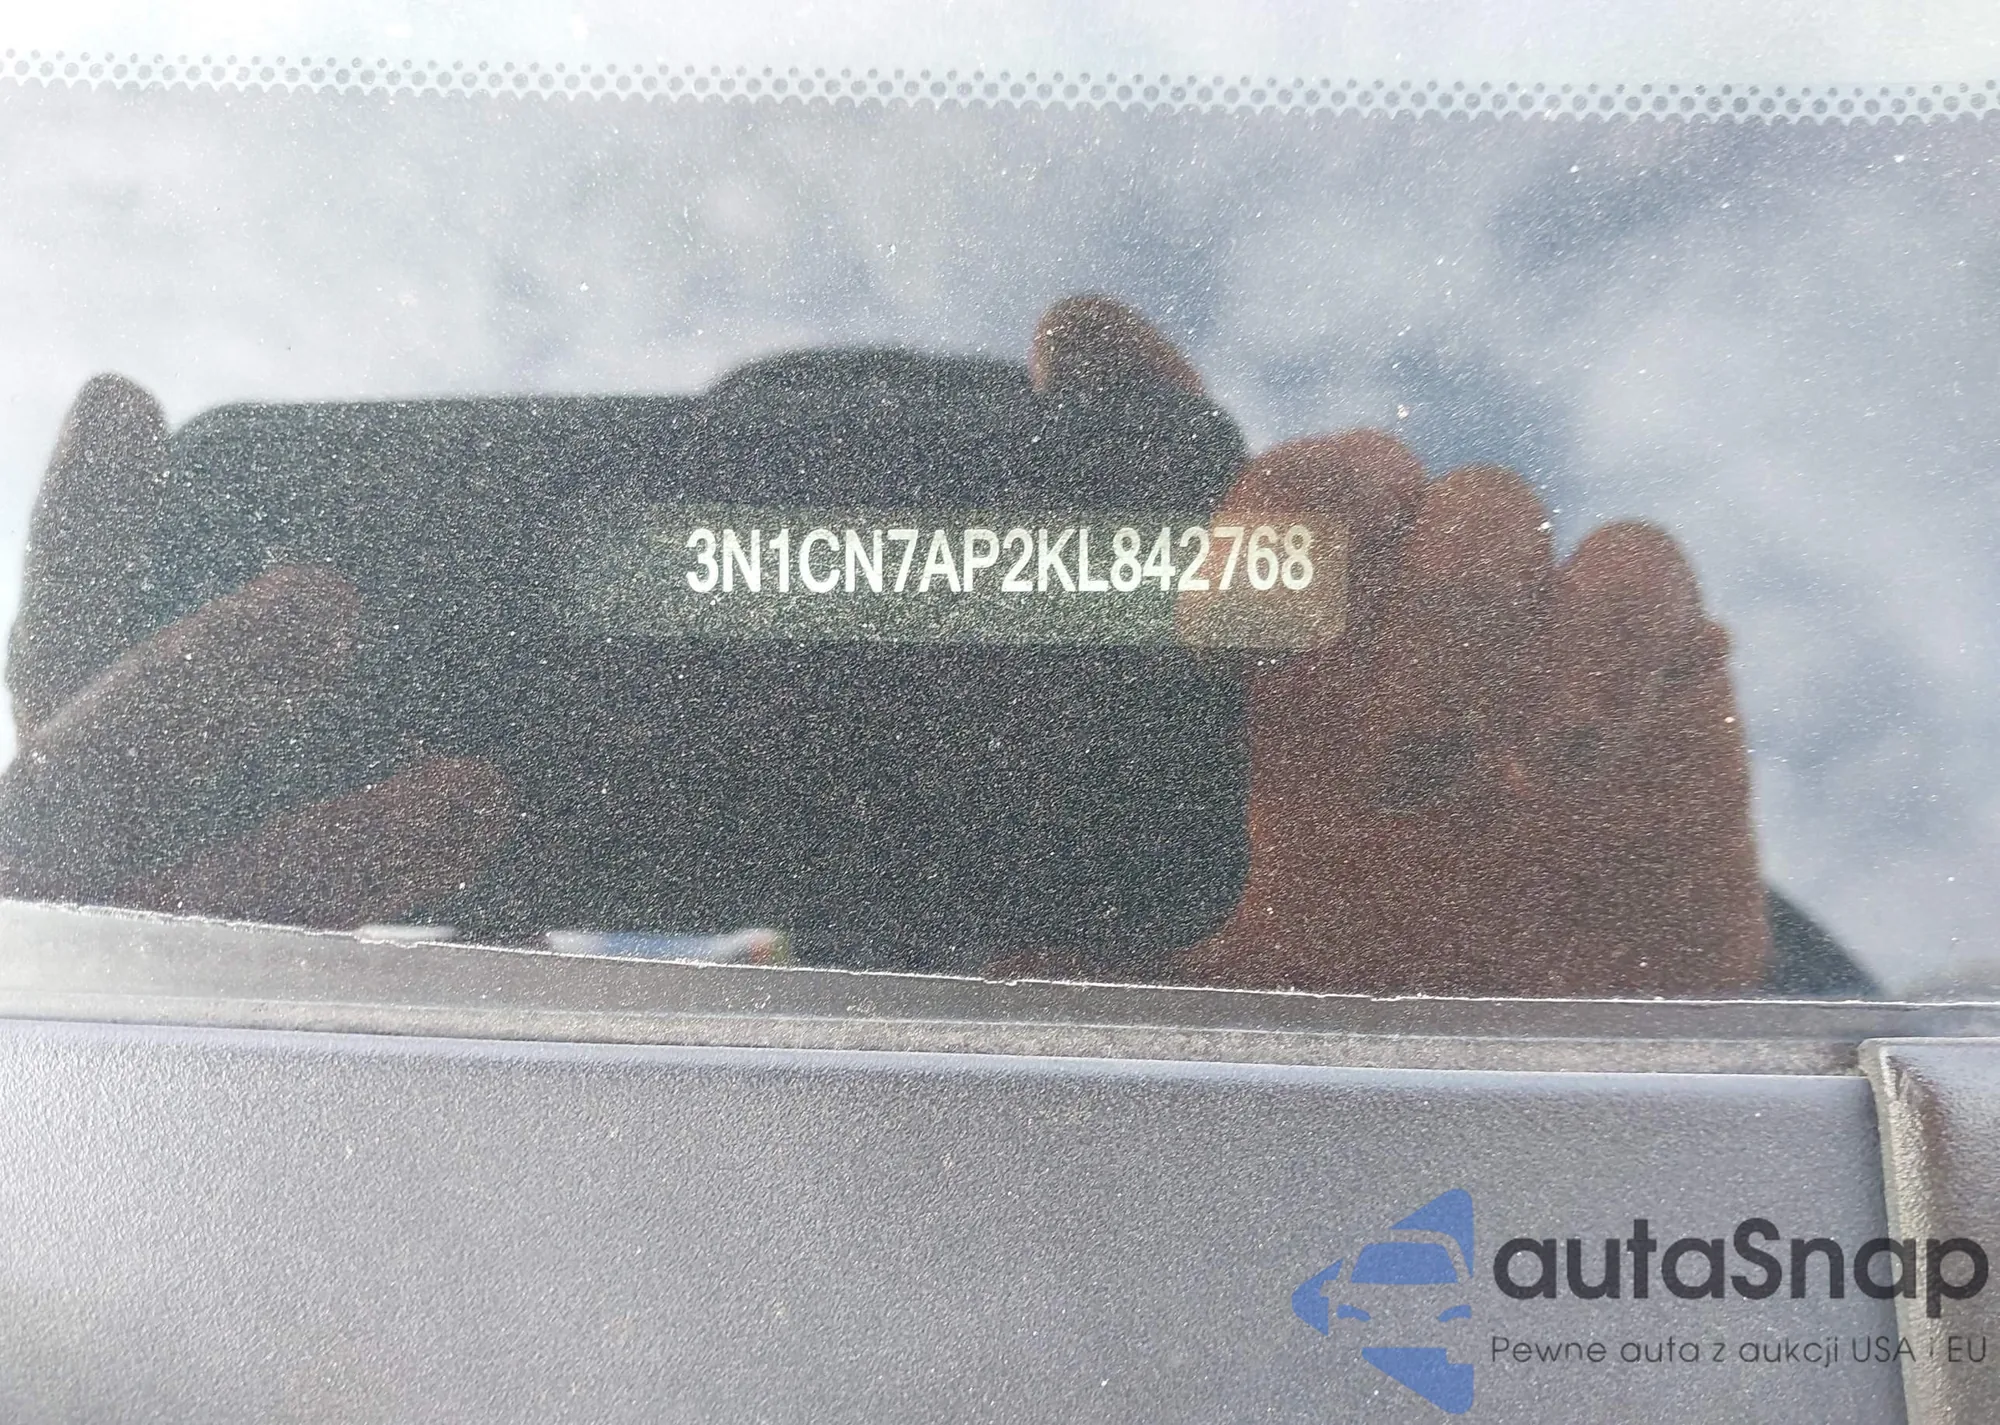 3N1CN7AP2KL842768
autaSnap
Pewne auta z aukcji USA i EU